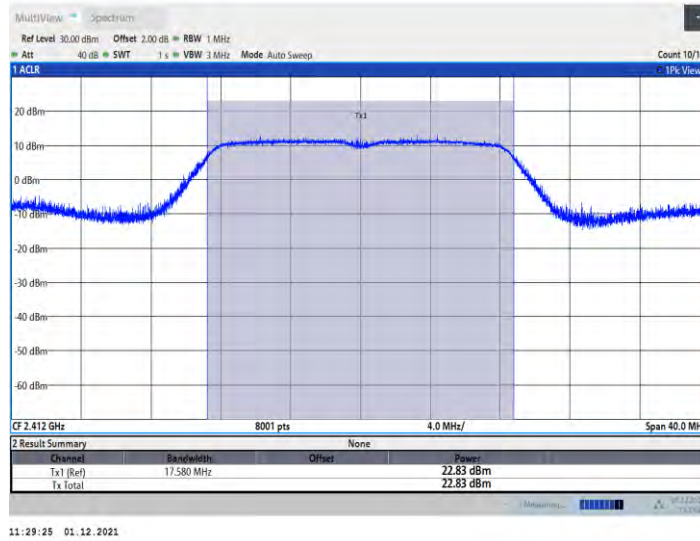 MultiView Spectrum
Ref Level 30.00 dBm Offset 2.00 dB RBW 1 MHz
Att 40 dB SWT 1 s VBW 3 MHz Mode Auto Sweep Count 10/1
1 ACLR 1Pk View
Tx1
20 dBm
10 dBm
0 dBm
-10 dBm
-20 dBm
-30 dBm
-40 dBm
-50 dBm
-60 dBm
CF 2.412 GHz 8001 pts 4.0 MHz/ Span 40.0 MH
2 Result Summary None
Channel Bandwidth Offset Power
Tx1 (Ref) 17.580 MHz 22.83 dBm
Tx Total 22.83 dBm
Measuring...
11:29:25 01.12.2021